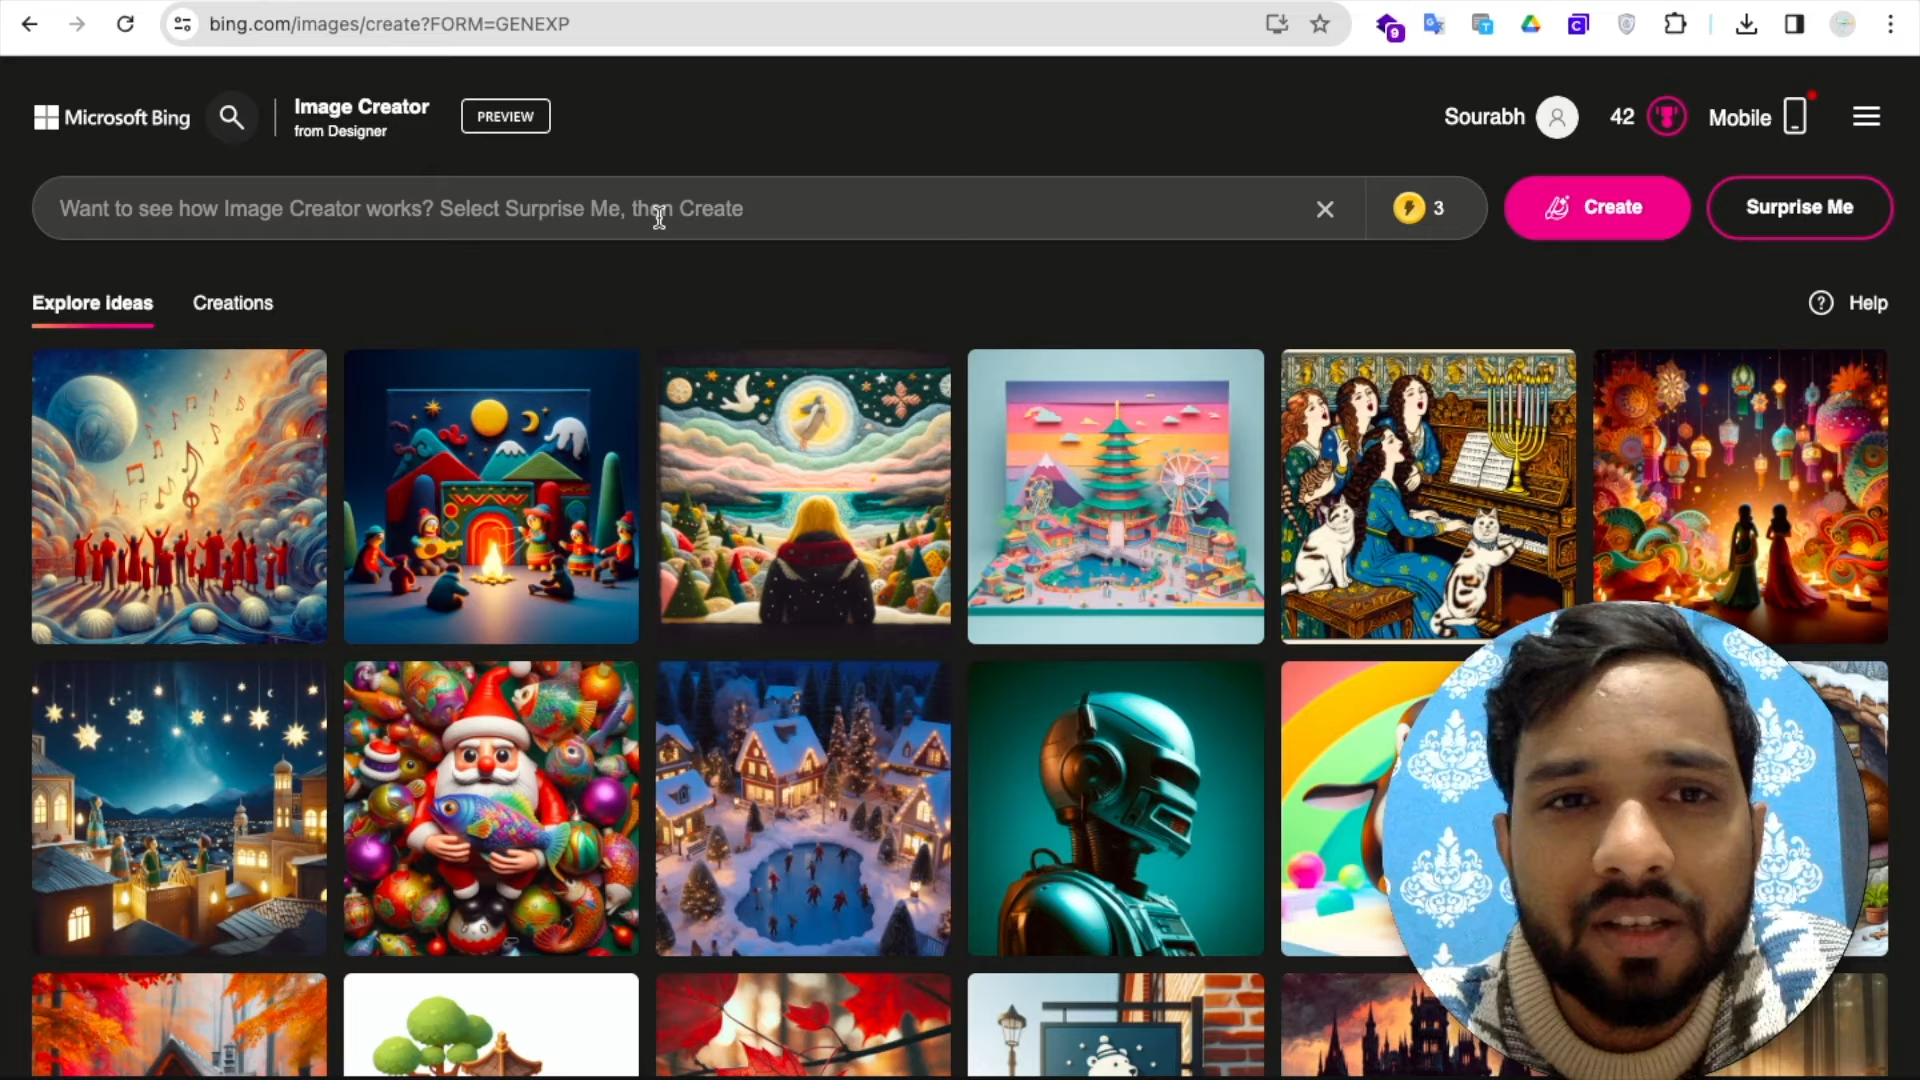 bing.com/images/create?FORM=GENEXP
9
Microsoft Bing
Image Creator
from Designer
PREVIEW
Sourabh
42
Mobile
Want to see how Image Creator works? Select Surprise Me, then Create
3
Create
Surprise Me
Explore ideas
Creations
Help